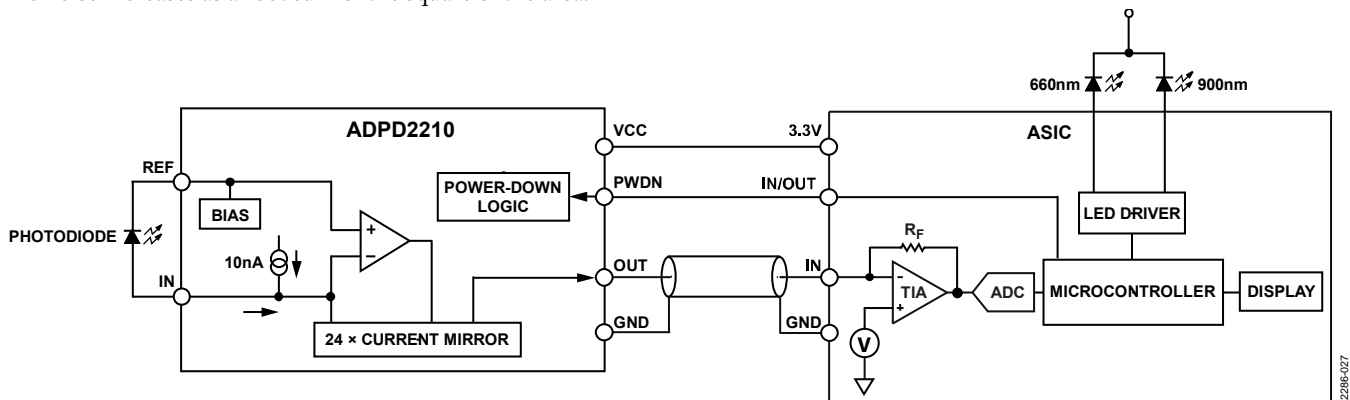 660nm
900nm
ADPD2210
ASIC
VCC
3.3V
REF
POWER-DOWN
LOGIC
PWDN
IN/OUT
BIAS
LED DRIVER
PHOTODIODE
+
−
10nA
RF
OUT
IN
−
TIA
+
ADC
MICROCONTROLLER
DISPLAY
IN
GND
GND
24 × CURRENT MIRROR
V
2286-027